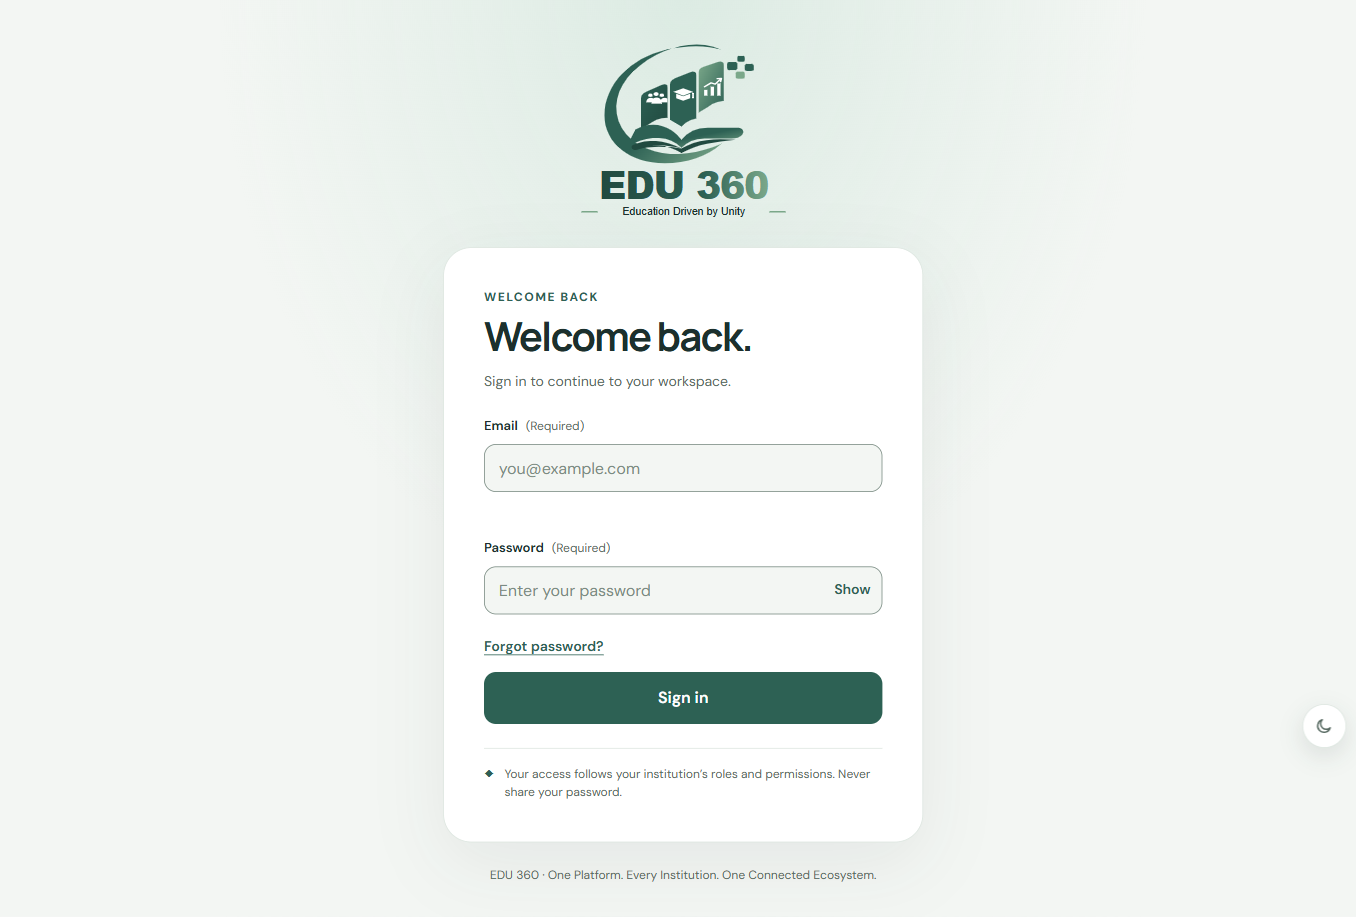 EDU 360
Education Driven by Unity
WELCOME BACK
Welcome back.
Sign in to continue to your workspace.
Email (Required)
you@example.com
Password (Required)
Enter your password
Show
Forgot password?
Sign in
Your access follows your institution’s roles and permissions. Never
share your password.
EDU 360 · One Platform. Every Institution. One Connected Ecosystem.